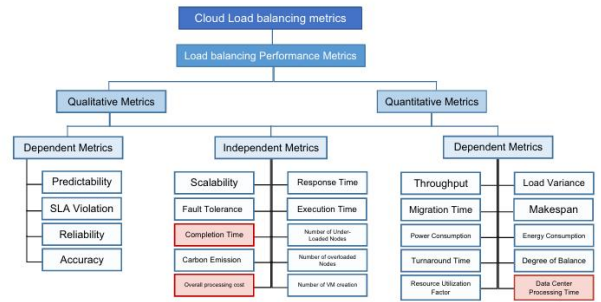 Cloud Load balancing metrics
Load balancing Performance Metrics
Qualitative Metrics
Quantitative Metrics
Dependent Metrics
Independent Metrics
Dependent Metrics
Predictability
SLA Violation
Reliability
Accuracy
Scalability
Response Time
Fault Tolerance
Execution Time
Completion Time
Number of Under-
Loaded Nodes
Carbon Emission
Number of overloaded
Nodes
Overall processing cost
Number of VM creation
Throughput
Load Variance
Migration Time
Makespan
Power Consumption
Energy Consumption
Turnaround Time
Degree of Balance
Resource Utilization
Factor
Data Center
Processing Time